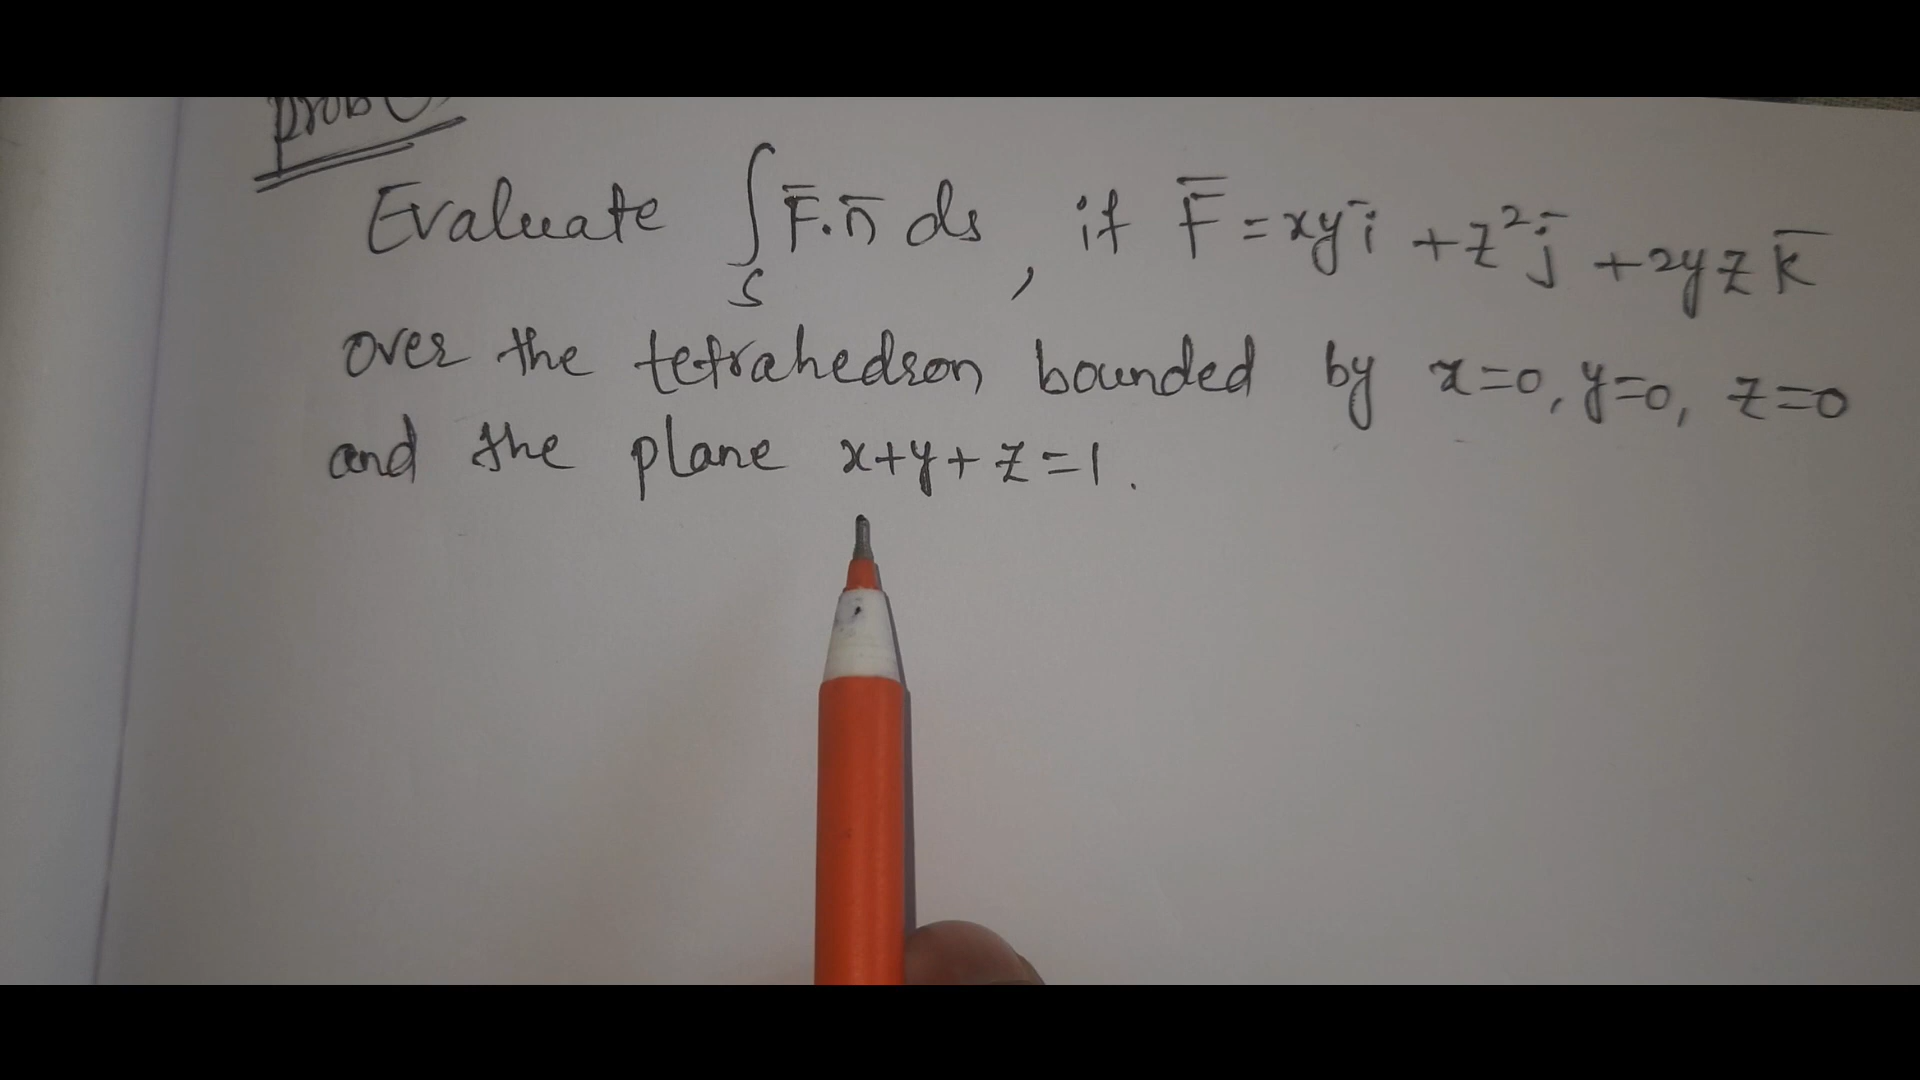 Evaluate ∫_S F̄.n̄ ds, if F̄ = xy ī + z² j̄ + 2yz k̄
over the tetrahedron bounded by x=0, y=0, z=0
and the plane x+y+z=1.